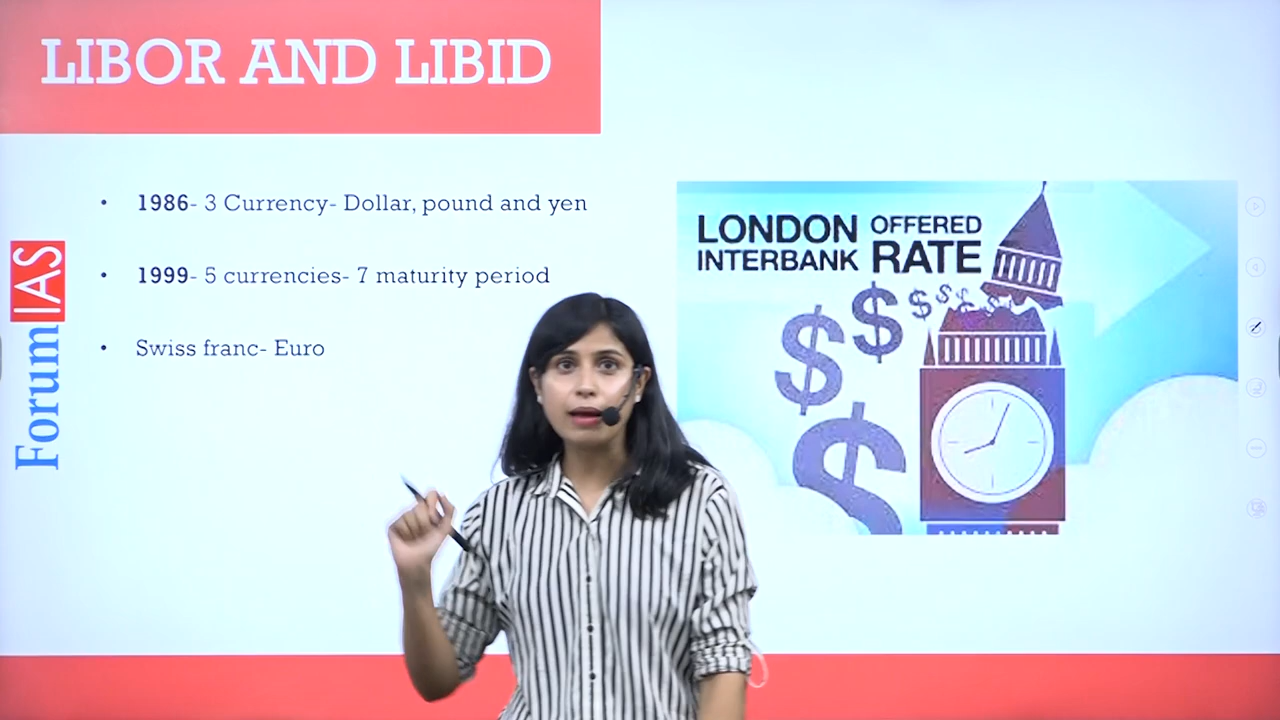 LIBOR AND LIBID
1986- 3 Currency- Dollar, pound and yen
1999- 5 currencies- 7 maturity period
Swiss franc- Euro
ForumIAS
LONDON OFFERED
INTERBANK RATE
$ $ $ $ $ $
$